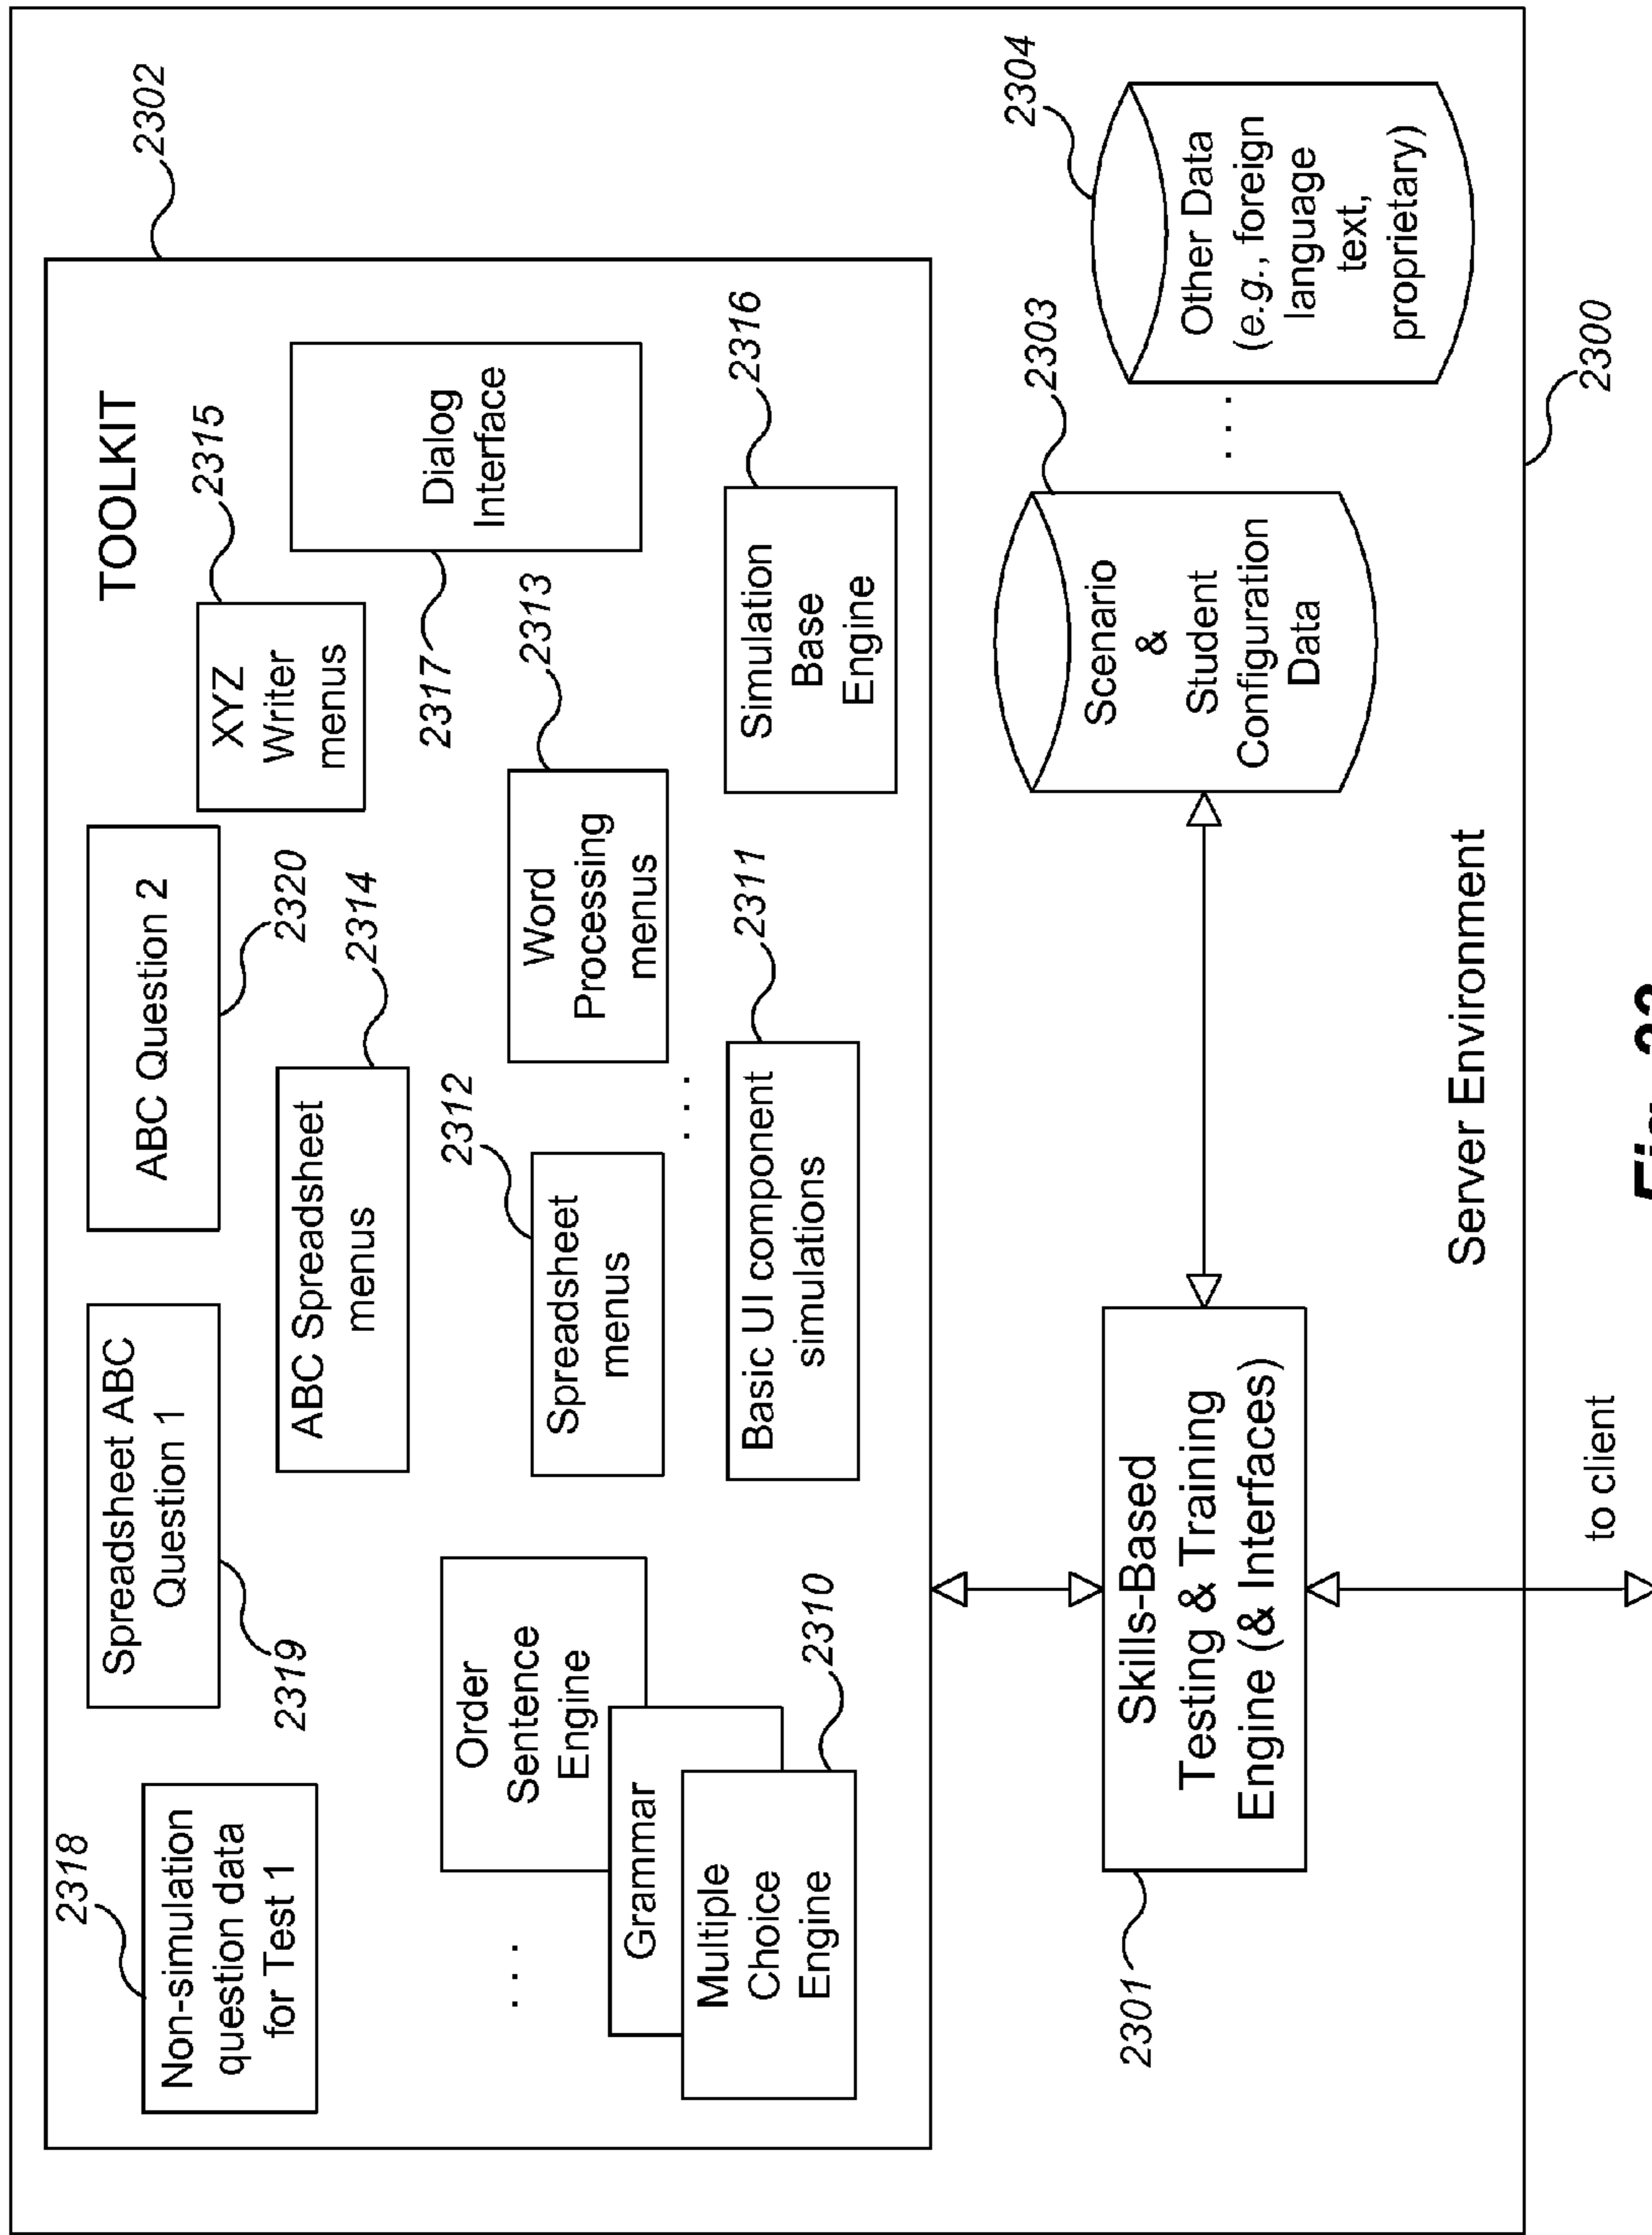 TOOLKIT
2302
2318
Non-simulation
question data
for Test 1
Spreadsheet ABC
Question 1
2319
ABC Question 2
2320
XYZ
Writer
menus
2315
ABC Spreadsheet
menus
2314
Dialog
Interface
2317
. . .
Order
Sentence
Engine
Grammar
Multiple
Choice
Engine
2310
Spreadsheet
menus
2312
. . .
Word
Processing
menus
2313
Basic UI component
simulations
2311
Simulation
Base
Engine
2316
Skills-Based
Testing & Training
Engine (& Interfaces)
2301
Scenario
&
Student
Configuration
Data
2303
. . .
Other Data
(e.g., foreign
language
text,
proprietary)
2304
Server Environment
2300
to client